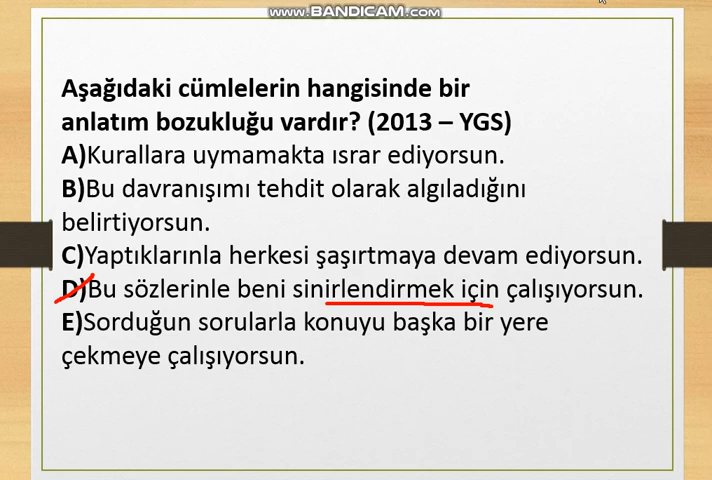 www.BANDICAM.com
Aşağıdaki cümlelerin hangisinde bir
anlatım bozukluğu vardır? (2013 – YGS)
A)Kurallara uymamakta ısrar ediyorsun.
B)Bu davranışımı tehdit olarak algıladığını
belirtiyorsun.
C)Yaptıklarınla herkesi şaşırtmaya devam ediyorsun.
D)Bu sözlerinle beni sinirlendirmek için çalışıyorsun.
E)Sorduğun sorularla konuyu başka bir yere
çekmeye çalışıyorsun.